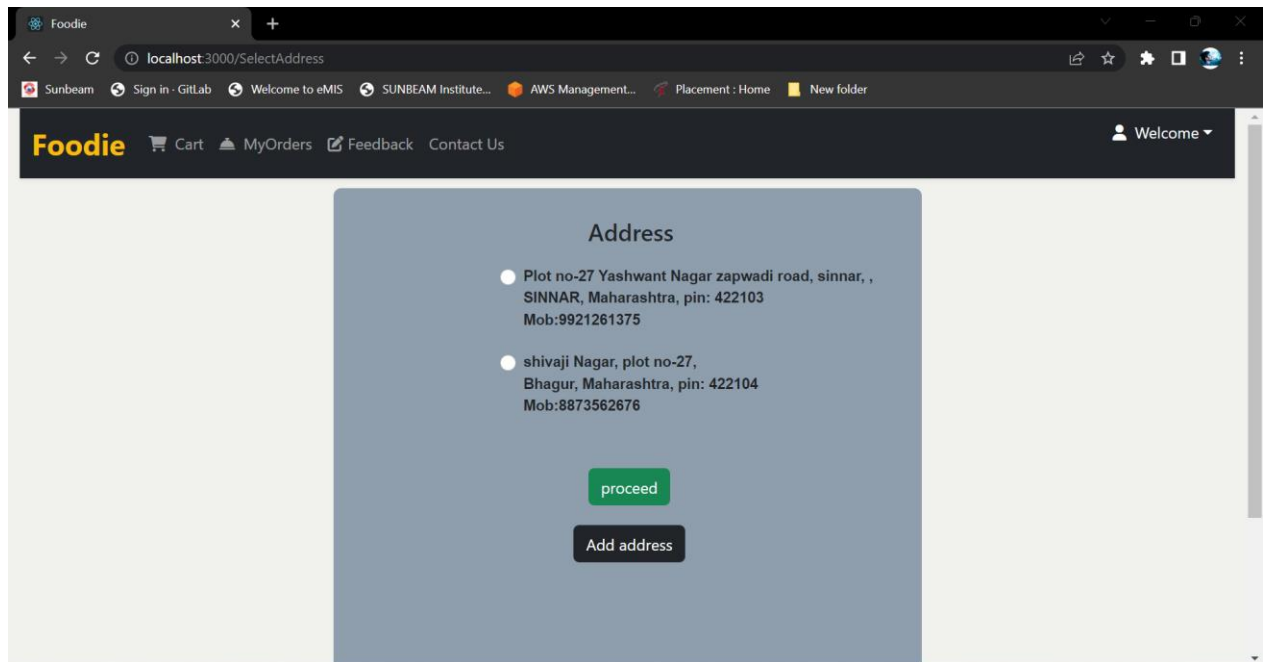 Foodie
localhost:3000/SelectAddress
Sunbeam Sign in · GitLab Welcome to eMIS SUNBEAM Institute... AWS Management... Placement : Home New folder
Foodie Cart MyOrders Feedback Contact Us Welcome
Address
Plot no-27 Yashwant Nagar zapwadi road, sinnar, ,
SINNAR, Maharashtra, pin: 422103
Mob:9921261375
shivaji Nagar, plot no-27,
Bhagur, Maharashtra, pin: 422104
Mob:8873562676
proceed
Add address